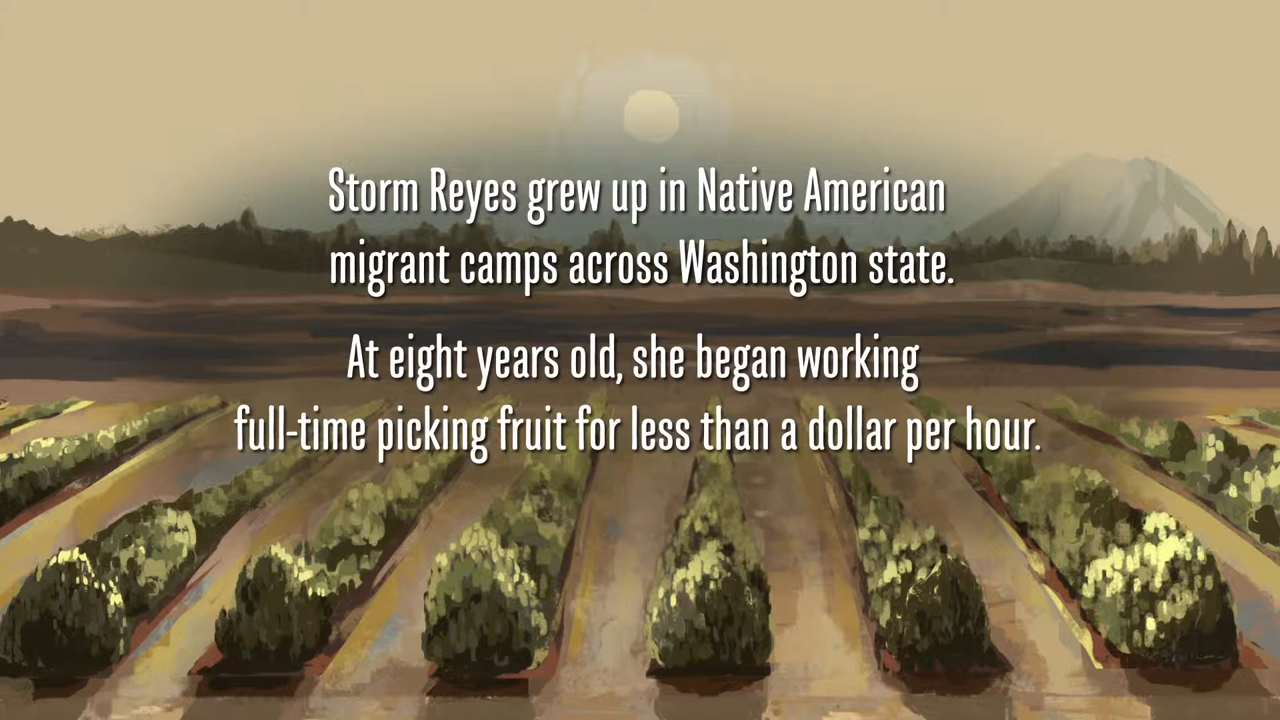 Storm Reyes grew up in Native American
migrant camps across Washington state.
At eight years old, she began working
full-time picking fruit for less than a dollar per hour.